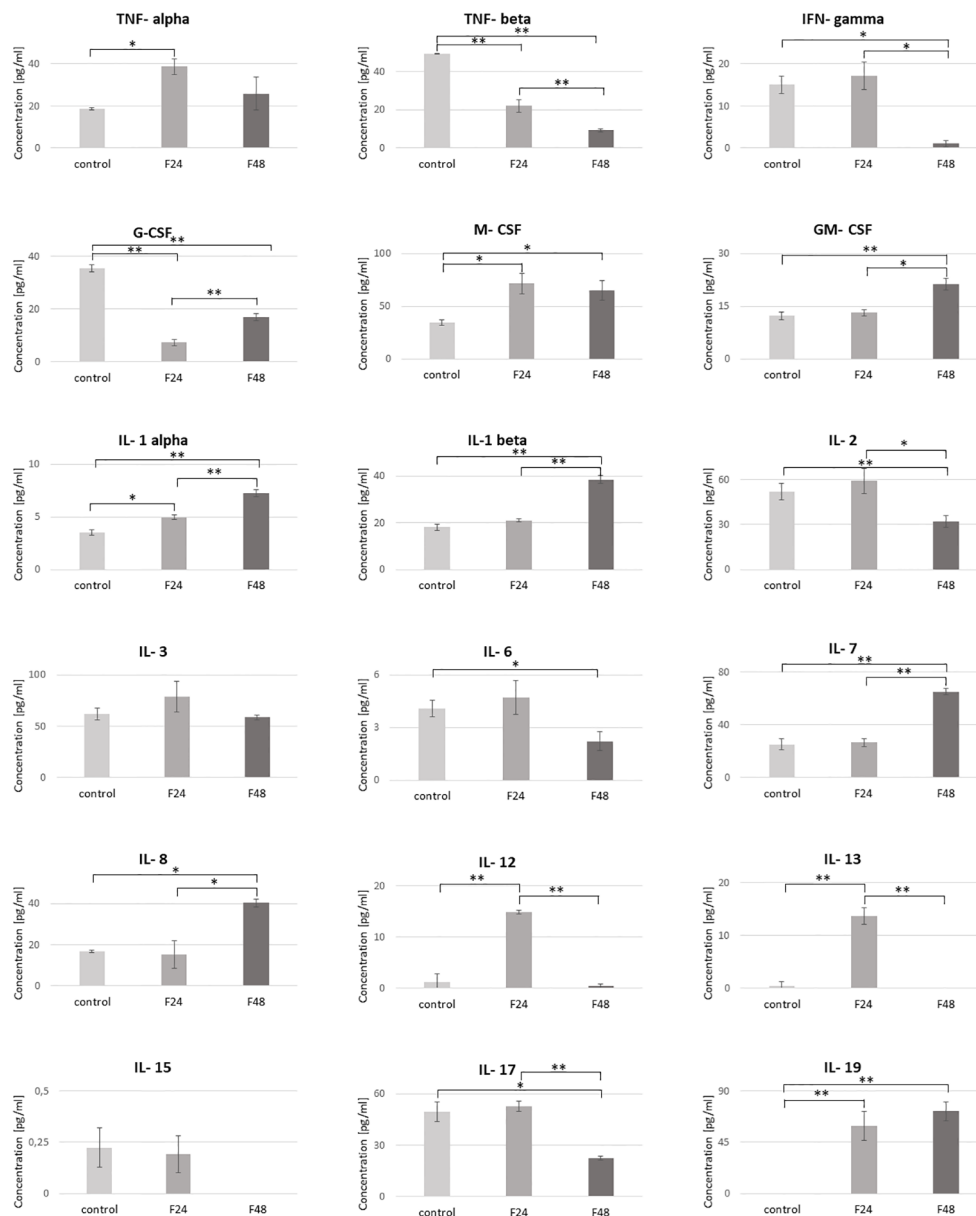 TNF- alpha
*
Concentration [pg/ml]
40
20
0
control F24 F48
TNF- beta
**
**
**
Concentration [pg/ml]
40
20
0
control F24 F48
IFN- gamma
*
*
Concentration [pg/ml]
20
10
0
control F24 F48
G-CSF
**
**
**
Concentration [pg/ml]
40
20
0
control F24 F48
M- CSF
*
*
Concentration [pg/ml]
100
50
0
control F24 F48
GM- CSF
**
*
Concentration [pg/ml]
30
15
0
control F24 F48
IL- 1 alpha
**
**
*
Concentration [pg/ml]
10
5
0
control F24 F48
IL-1 beta
**
**
Concentration [pg/ml]
40
20
0
control F24 F48
IL- 2
*
**
Concentration [pg/ml]
60
30
0
control F24 F48
IL- 3
Concentration [pg/ml]
100
50
0
control F24 F48
IL- 6
*
Concentration [pg/ml]
6
3
0
control F24 F48
IL- 7
**
**
Concentration [pg/ml]
80
40
0
control F24 F48
IL- 8
*
*
Concentration [pg/ml]
40
20
0
control F24 F48
IL- 12
** **
Concentration [pg/ml]
20
10
0
control F24 F48
IL- 13
** **
Concentration [pg/ml]
20
10
0
control F24 F48
IL- 15
Concentration [pg/ml]
0,5
0,25
0
control F24 F48
IL- 17
**
*
Concentration [pg/ml]
60
30
0
control F24 F48
IL- 19
**
**
Concentration [pg/ml]
90
45
0
control F24 F48